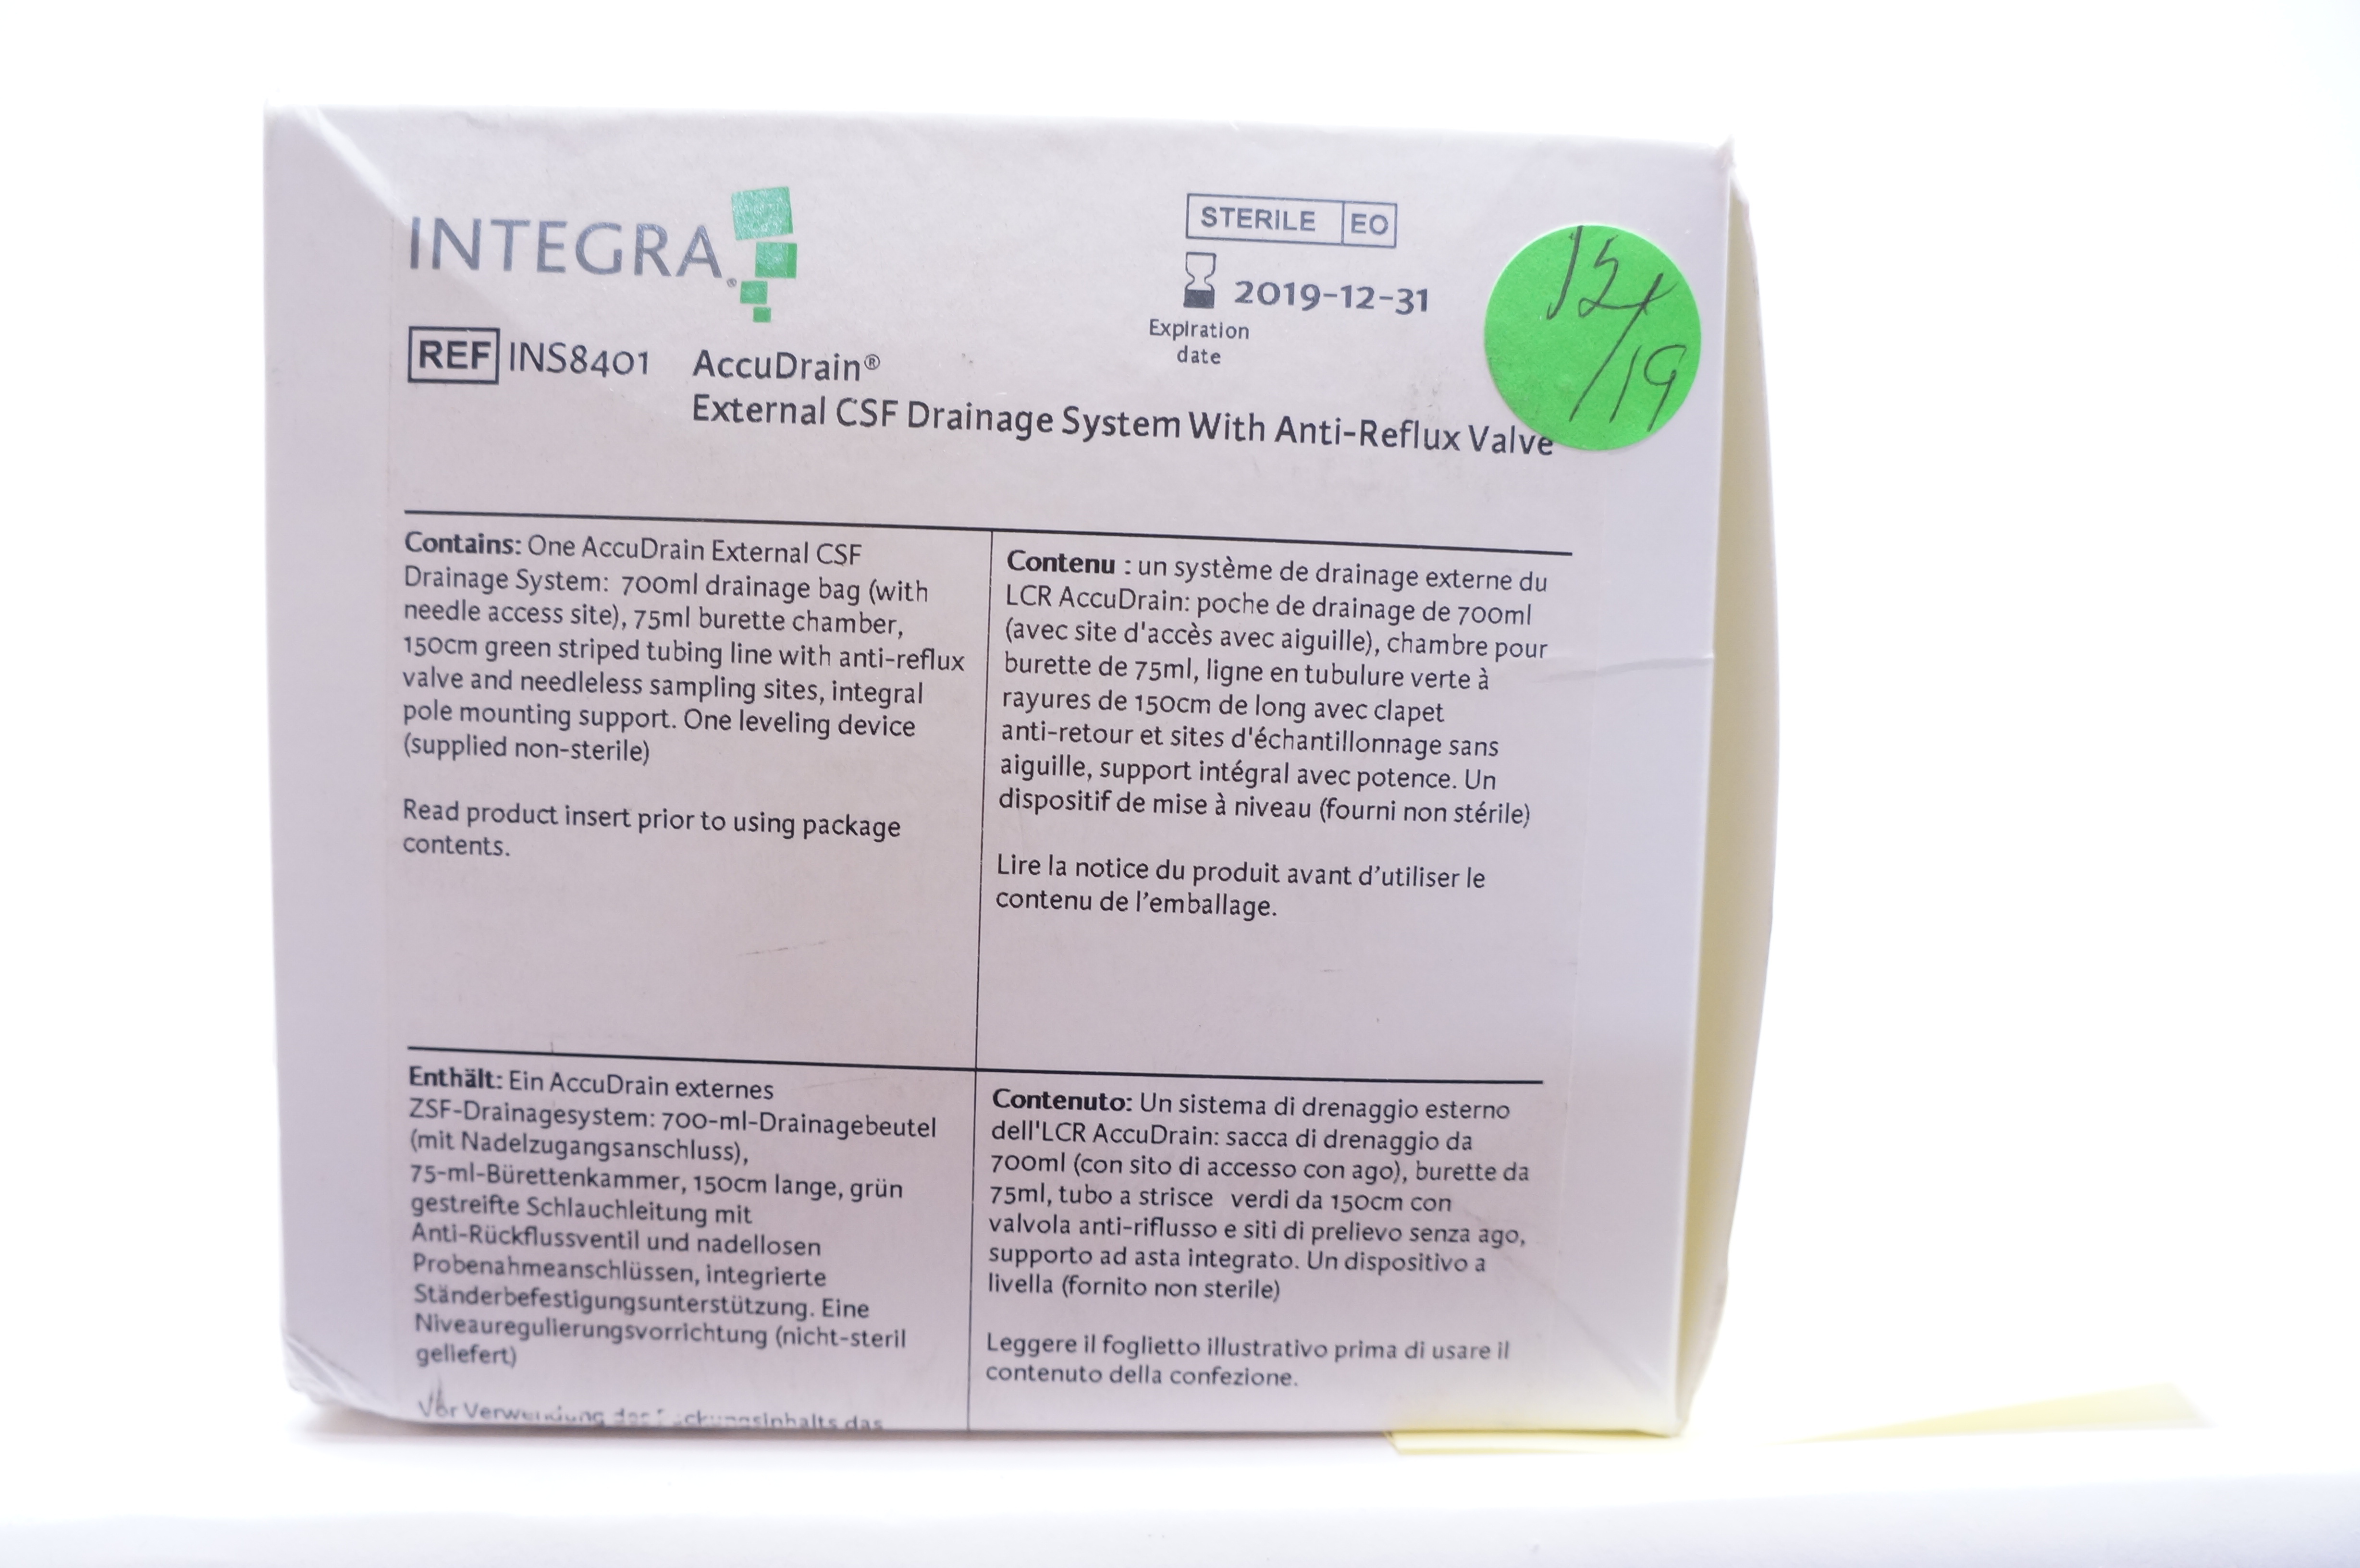 INTEGRA®
STERILE EO
2019-12-31
Expiration
date
12/19
REF INS8401 AccuDrain®
External CSF Drainage System With Anti-Reflux Valve
Contains: One AccuDrain External CSF
Drainage System: 700ml drainage bag (with
needle access site), 75ml burette chamber,
150cm green striped tubing line with anti-reflux
valve and needleless sampling sites, integral
pole mounting support. One leveling device
(supplied non-sterile)
Read product insert prior to using package
contents.
Contenu : un système de drainage externe du
LCR AccuDrain: poche de drainage de 700ml
(avec site d'accès avec aiguille), chambre pour
burette de 75ml, ligne en tubulure verte à
rayures de 150cm de long avec clapet
anti-retour et sites d'échantillonnage sans
aiguille, support intégral avec potence. Un
dispositif de mise à niveau (fourni non stérile)
Lire la notice du produit avant d'utiliser le
contenu de l'emballage.
Enthält: Ein AccuDrain externes
ZSF-Drainagesystem: 700-ml-Drainagebeutel
(mit Nadelzugangsanschluss),
75-ml-Bürettenkammer, 150cm lange, grün
gestreifte Schlauchleitung mit
Anti-Rückflussventil und nadellosen
Probenahmeanschlüssen, integrierte
Ständerbefestigungsunterstützung. Eine
Niveauregulierungsvorrichtung (nicht-steril
geliefert)
Vor Verwendung des Packungsinhalts das
Contenuto: Un sistema di drenaggio esterno
dell'LCR AccuDrain: sacca di drenaggio da
700ml (con sito di accesso con ago), burette da
75ml, tubo a strisce verdi da 150cm con
valvola anti-riflusso e siti di prelievo senza ago,
supporto ad asta integrato. Un dispositivo a
livella (fornito non sterile)
Leggere il foglietto illustrativo prima di usare il
contenuto della confezione.